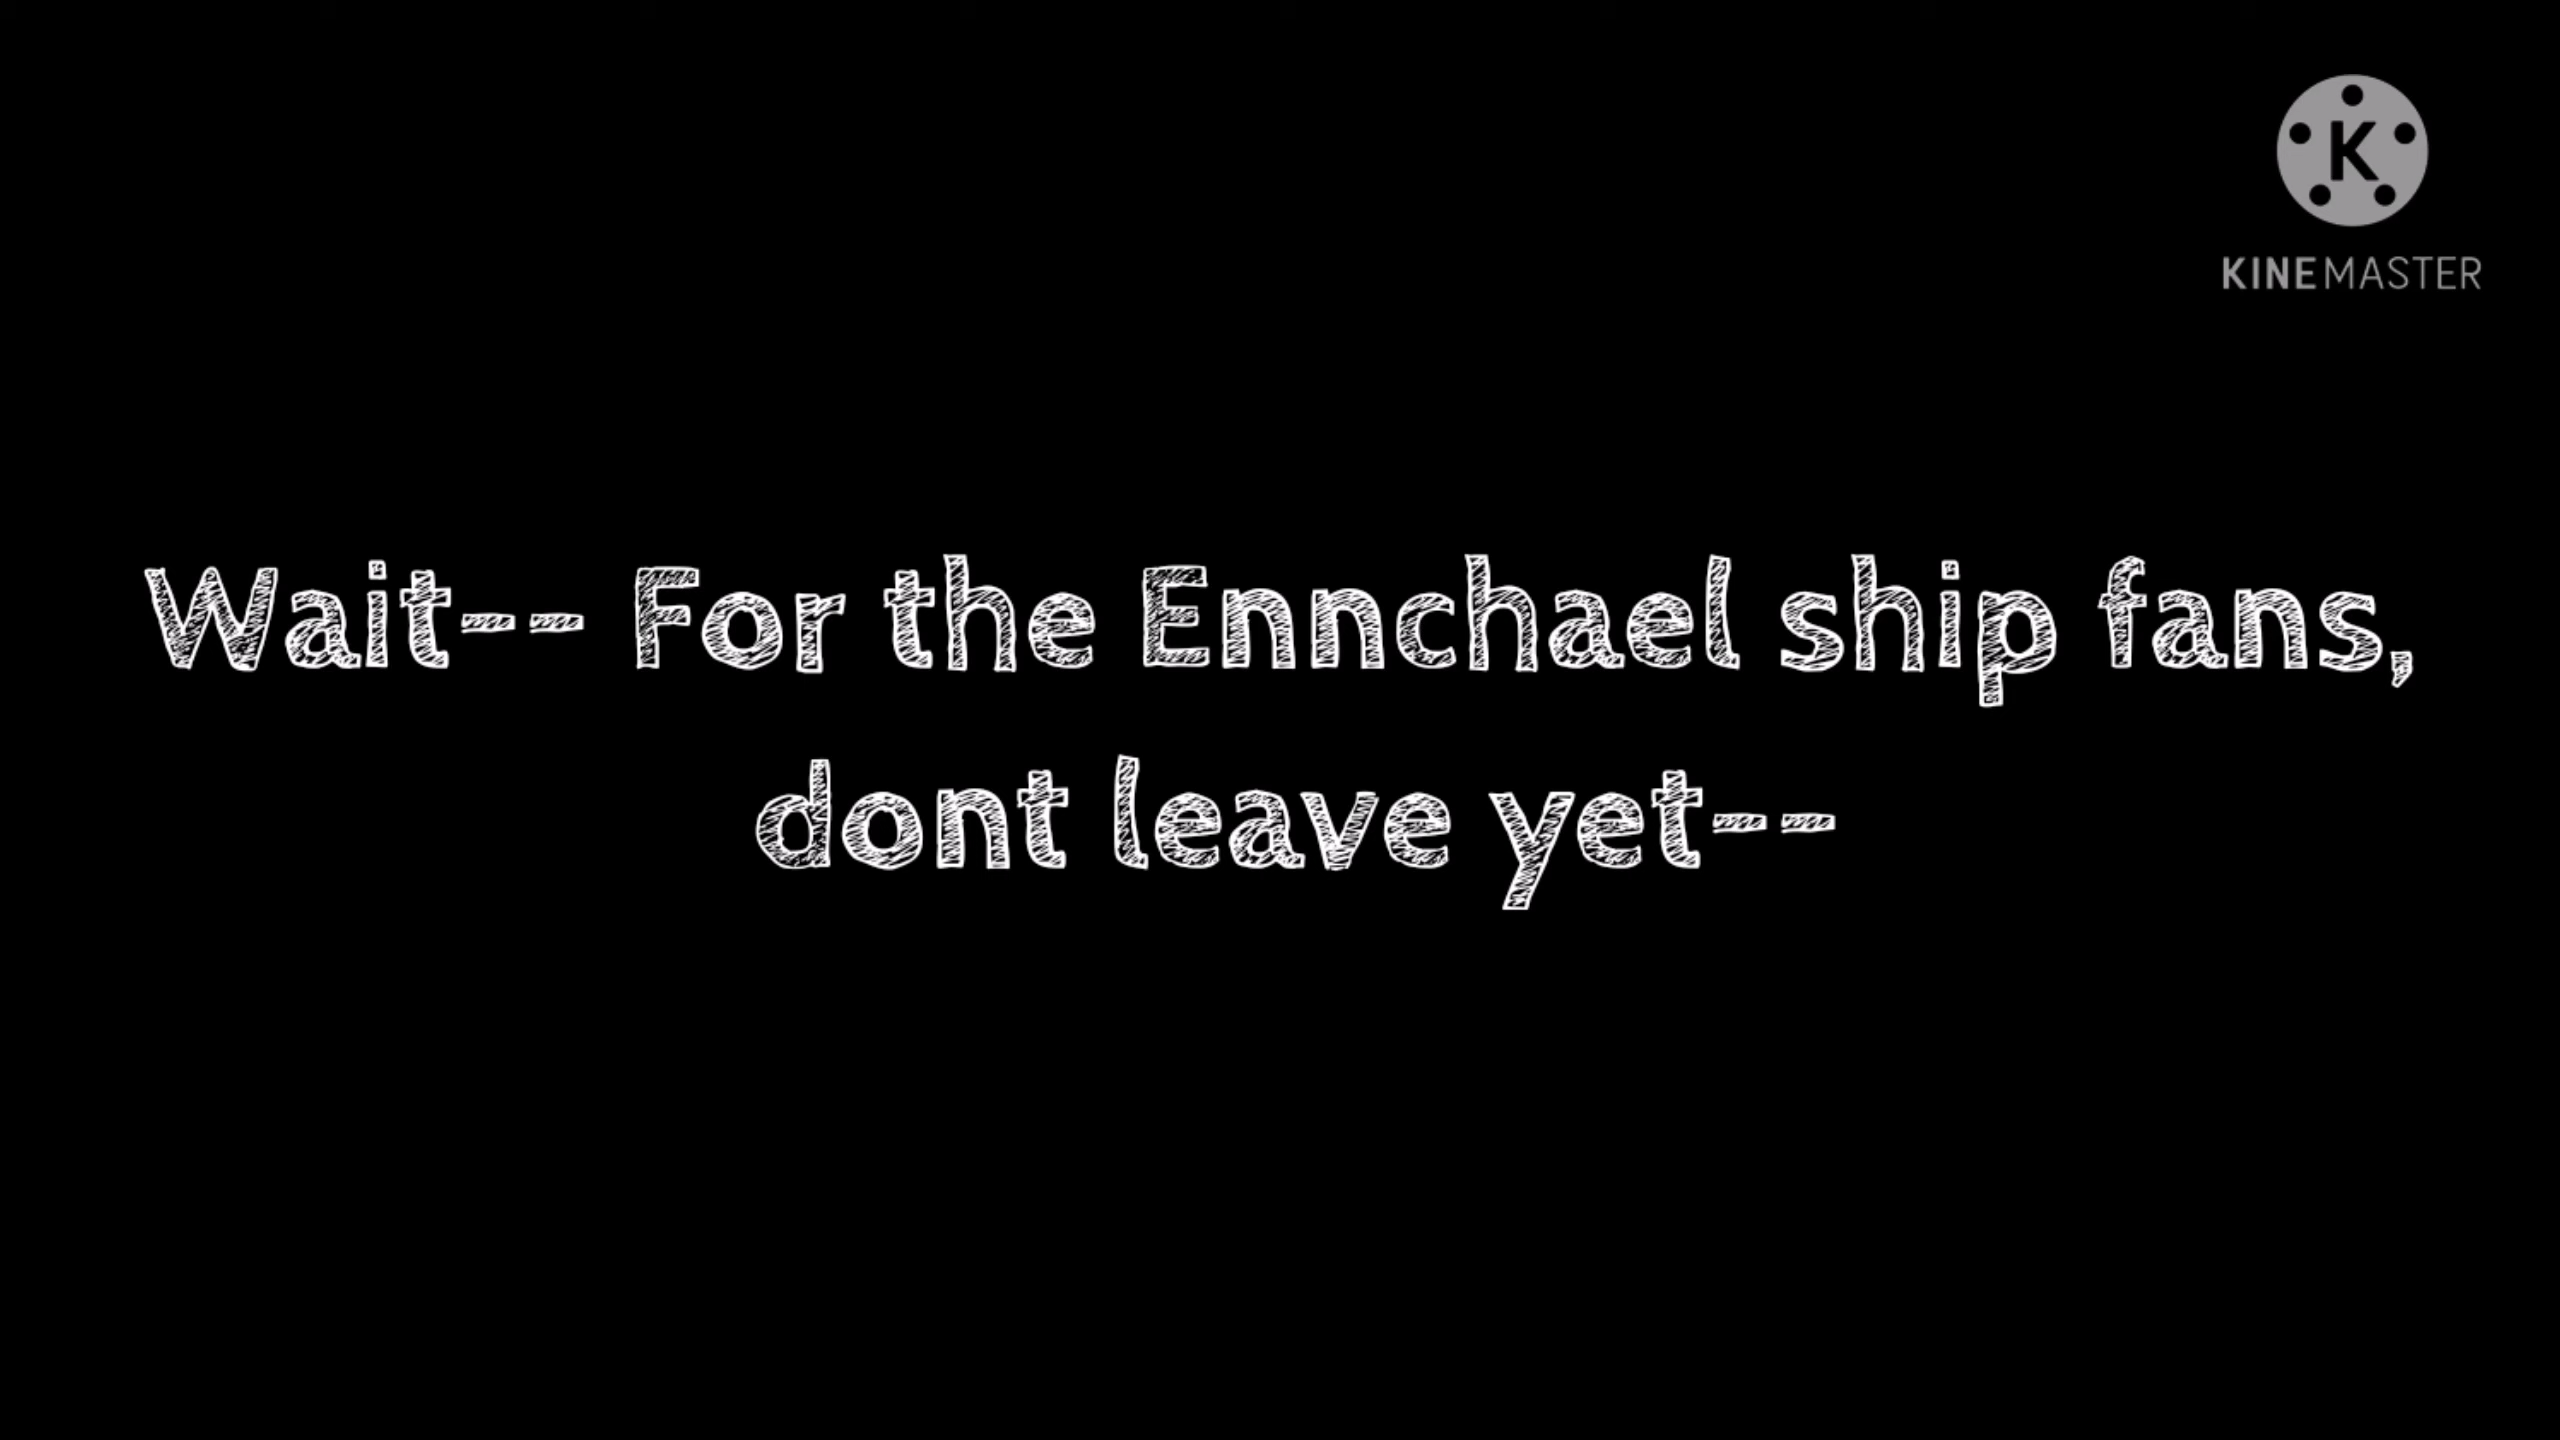 K
KINEMASTER
Wait-- For the Ennchael ship fans,
dont leave yet--